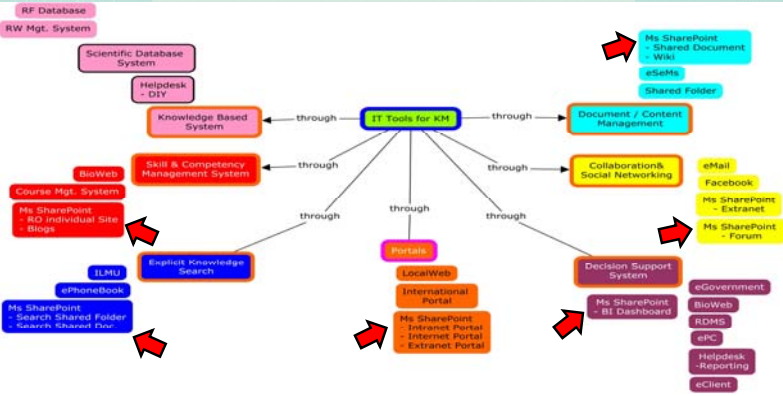 RF Database
RW Mgt. System
Scientific Database
System
Helpdesk
- DIY
Knowledge Based
System
through
IT Tools for KM
through
Document / Content
Management
Ms SharePoint
- Shared Document
- Wiki
eSeMs
Shared Folder
Skill & Competency
Management System
through
through
Collaboration&
Social Networking
BioWeb
Course Mgt. System
Ms SharePoint
- RO individual Site
- Blogs
eMail
Facebook
Ms SharePoint
- Extranet
Ms SharePoint
- Forum
through
through
through
Explicit Knowledge
Search
ILMU
ePhoneBook
Ms SharePoint
- Search Shared Folder
- Search Shared Doc
Portals
LocalWeb
International
Portal
Ms SharePoint
- Intranet Portal
- Internet Portal
- Extranet Portal
Decision Support
System
Ms SharePoint
- BI Dashboard
eGovernment
BioWeb
RDMS
ePC
Helpdesk
-Reporting
eClient